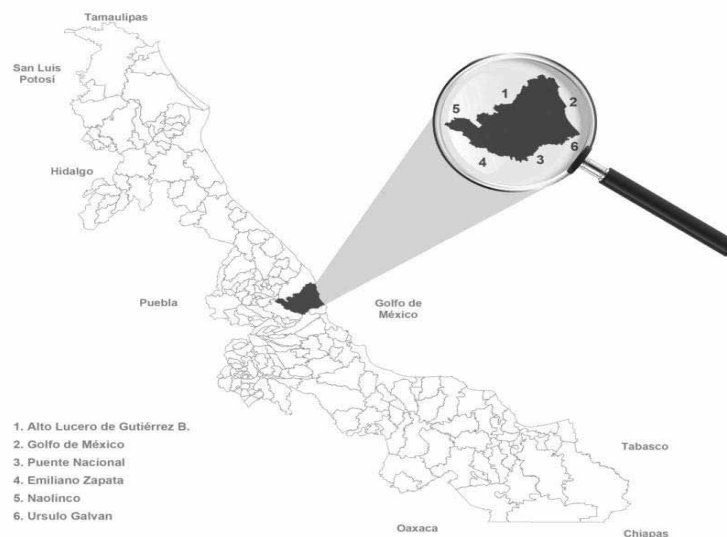 Tamaulipas
San Luis
Potosí
Hidalgo
Puebla
Golfo de
México
Tabasco
Oaxaca
Chiapas
1
2
3
4
5
6
1. Alto Lucero de Gutiérrez B.
2. Golfo de México
3. Puente Nacional
4. Emiliano Zapata
5. Naolinco
6. Ursulo Galvan